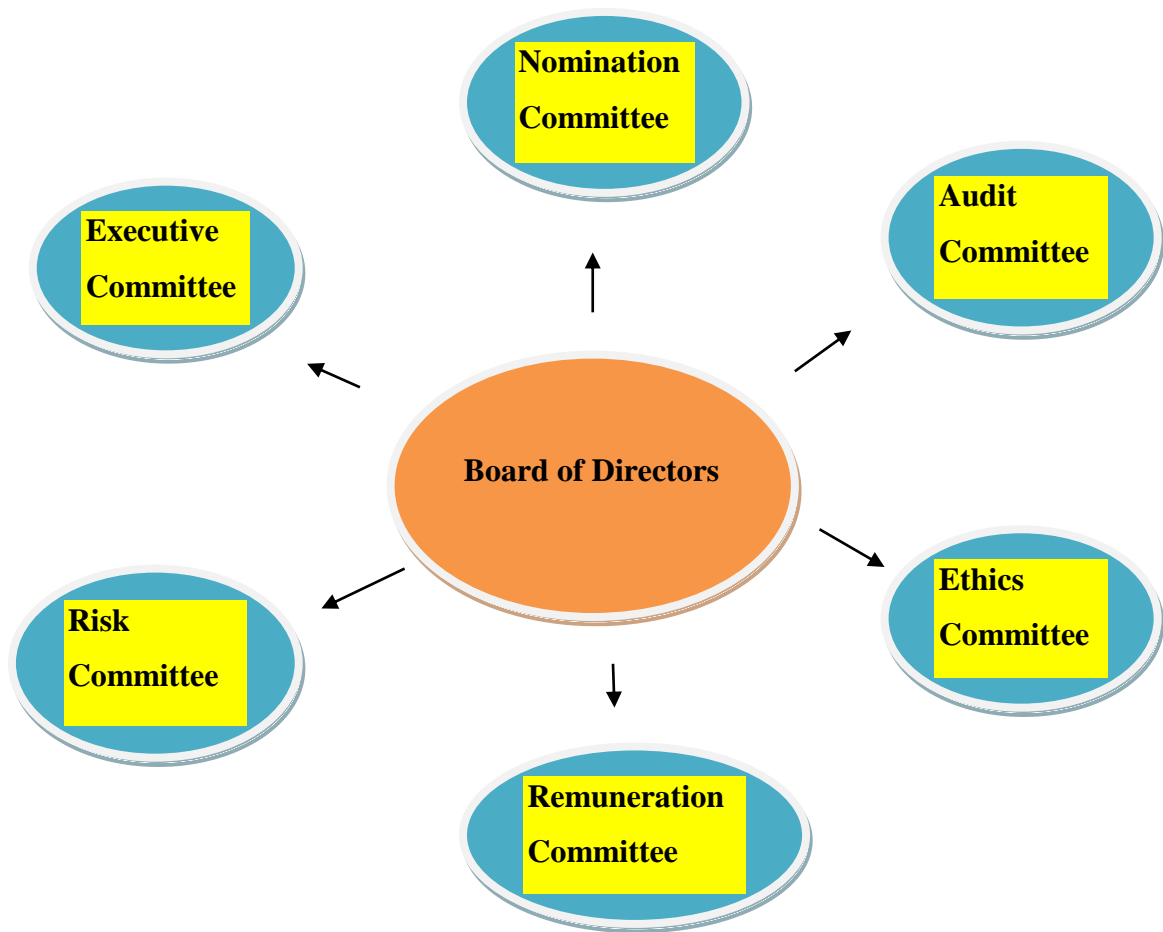 Nomination
Committee
Audit
Committee
Executive
Committee
Board of Directors
Ethics
Committee
Risk
Committee
Remuneration
Committee